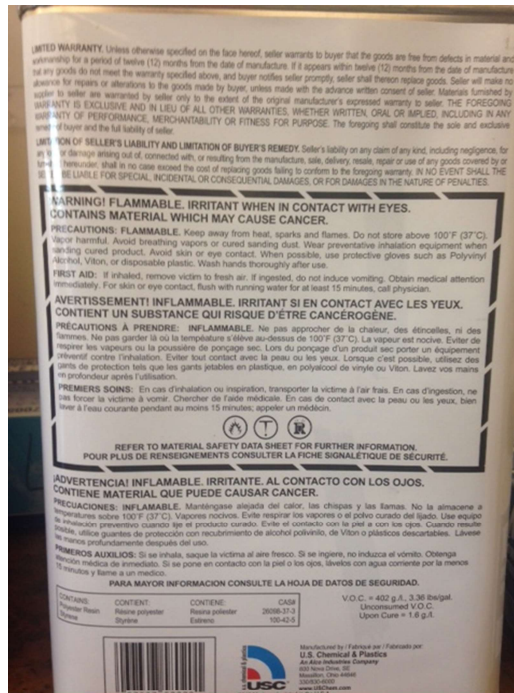 LIMITED WARRANTY. Unless otherwise specified on the face hereof, seller warrants to buyer that the goods are free from defects in material and
workmanship for a period of twelve (12) months from the date of manufacture. If it appears within twelve (12) months from the date of manufacture
that any goods do not meet the warranty specified above, and buyer notifies seller promptly, seller shall thereon replace goods. Seller will make no
allowance for repairs or alterations to the goods made by buyer, unless made with the advance written consent of seller. Materials furnished by
supplier to seller are warranted by seller only to the extent of the original manufacturer's expressed warranty to seller. THE FOREGOING
WARRANTY IS EXCLUSIVE AND IN LIEU OF ALL OTHER WARRANTIES, WHETHER WRITTEN, ORAL OR IMPLIED, INCLUDING IN ANY
WARRANTY OF PERFORMANCE, MERCHANTABILITY OR FITNESS FOR PURPOSE. The foregoing shall constitute the sole and exclusive
of buyer and the full liability of seller.
LIMITATION OF SELLER'S LIABILITY AND LIMITATION OF BUYER'S REMEDY. Seller's liability on any claim of any kind, including negligence, for
any loss or damage arising out of, connected with, or resulting from the manufacture, sale, delivery, resale, repair or use of any goods covered by or
hereunder, shall in no case exceed the cost of replacing goods failing to conform to the foregoing warranty. IN NO EVENT SHALL THE
BE LIABLE FOR SPECIAL, INCIDENTAL OR CONSEQUENTIAL DAMAGES, OR FOR DAMAGES IN THE NATURE OF PENALTIES.
WARNING! FLAMMABLE. IRRITANT WHEN IN CONTACT WITH EYES.
CONTAINS MATERIAL WHICH MAY CAUSE CANCER.
PRECAUTIONS: FLAMMABLE. Keep away from heat, sparks and flames. Do not store above 100°F (37°C).
Vapor harmful. Avoid breathing vapors or cured sanding dust. Wear preventative inhalation equipment when
sanding cured product. Avoid skin or eye contact. When possible, use protective gloves such as Polyvinyl
Alcohol, Viton, or disposable plastic. Wash hands thoroughly after use.
FIRST AID: If inhaled, remove victim to fresh air. If ingested, do not induce vomiting. Obtain medical attention
immediately. For skin or eye contact, flush with running water for at least 15 minutes, call physician.
AVERTISSEMENT! INFLAMMABLE. IRRITANT SI EN CONTACT AVEC LES YEUX.
CONTIENT UN SUBSTANCE QUI RISQUE D'ÊTRE CANCÉROGÈNE.
PRÉCAUTIONS À PRENDRE: INFLAMMABLE. Ne pas approcher de la chaleur, des étincelles, ni des
flammes. Ne pas garder là où la température s'élève au-dessus de 100°F (37°C). La vapeur est nocive. Eviter de
respirer les vapeurs ou la poussière de ponçage sec. Lors du ponçage d'un produit sec porter un équipement
préventif contre l'inhalation. Eviter tout contact avec la peau ou les yeux. Lorsque c'est possible, utilisez des
gants de protection tels que les gants jetables en plastique, en polyalcool de vinyle ou Viton. Lavez vos mains
en profondeur après l'utilisation.
PREMIERS SOINS: En cas d'inhalation ou inspiration, transporter la victime à l'air frais. En cas d'ingestion, ne
pas forcer la victime à vomir. Chercher de l'aide médicale. En cas de contact avec la peau ou les yeux, bien
laver à l'eau courante pendant au moins 15 minutes; appeler un médécin.
T R
REFER TO MATERIAL SAFETY DATA SHEET FOR FURTHER INFORMATION.
POUR PLUS DE RENSEIGNEMENTS CONSULTER LA FICHE SIGNALÉTIQUE DE SÉCURITÉ.
¡ADVERTENCIA! INFLAMABLE. IRRITANTE. AL CONTACTO CON LOS OJOS.
CONTIENE MATERIAL QUE PUEDE CAUSAR CANCER.
PRECUACIONES: INFLAMABLE. Manténgase alejada del calor, las chispas y las llamas. No la almacene a
temperatures sobre 100°F (37°C). Vapores nocivos. Evite respirar los vapores o el polvo curado del lijado. Use equipo
de inhalación preventivo cuando lije el producto curado. Evite el contacto con la piel a con los ojos. Cuando resulte
posible, utilice guantes de protección con recubrimiento de alcohol polivinilo, de Viton o plásticos descartables. Lávese
las manos profundamente después del uso.
PRIMEROS AUXILIOS: Si se inhala, saque la víctima al aire fresco. Si se ingiere, no induzca el vómito. Obtenga
atención médica de inmediato. Si se pone en contacto con la piel o los ojos, lávelos con agua corriente por la menos
15 minutos y llame a un medico.
PARA MAYOR INFORMACION CONSULTE LA HOJA DE DATOS DE SEGURIDAD.
CONTAINS: CONTIENT: CONTIENE: CAS#
Polyester Resin Résine polyester Resina poliester 26098-37-3
Styrene Styrène Estireno 100-42-5
V.O.C. = 402 g./l., 3.36 lbs/gal.
Unconsumed V.O.C.
Upon Cure = 1.6 g./l.
USC
Manufactured by / Fabriqué par / Fabricado por:
U.S. Chemical & Plastics
An Alco Industries Company
600 Nova Drive, SE
Massillon, Ohio 44646
330/830-6000
www.uschem.com